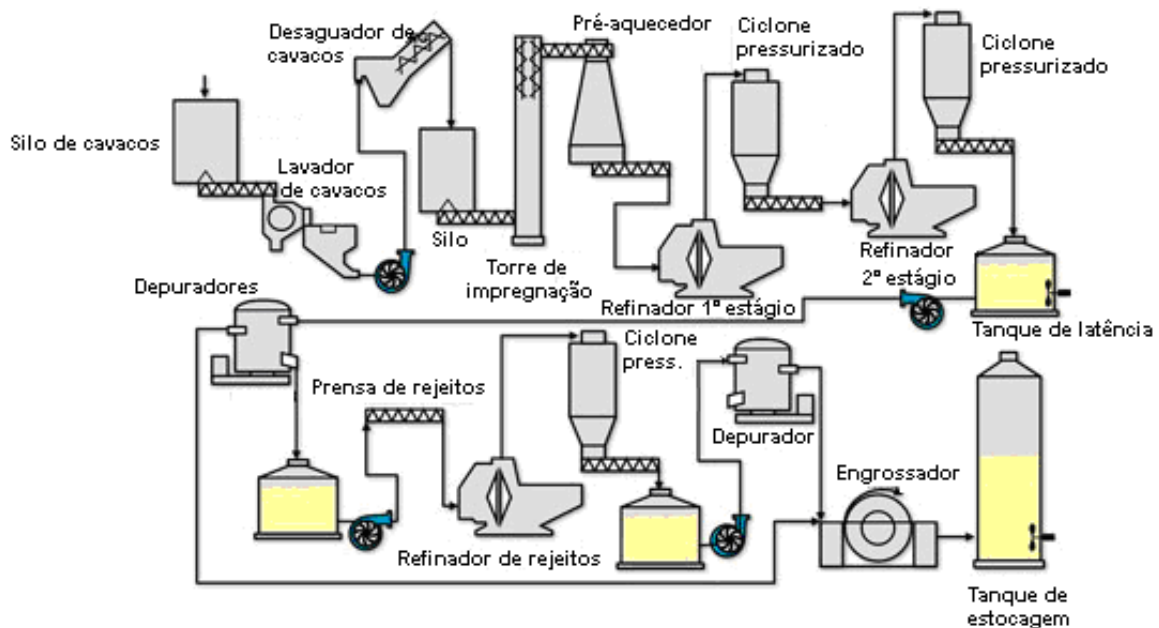 Desaguador de
cavacos
Pré-aquecedor
Ciclone
pressurizado
Ciclone
pressurizado
Silo de cavacos
Lavador
de cavacos
Silo
Torre de
impregnação
Refinador 1º estágio
Refinador
2º estágio
Tanque de latência
Depuradores
Prensa de rejeitos
Ciclone
press.
Depurador
Refinador de rejeitos
Engrossador
Tanque de
estocagem